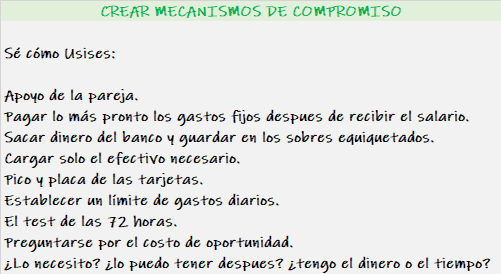 CREAR MECANISMOS DE COMPROMISO
Sé cómo Usises:
Apoyo de la pareja.
Pagar lo más pronto los gastos fijos despues de recibir el salario.
Sacar dinero del banco y guardar en los sobres equiquetados.
Cargar solo el efectivo necesario.
Pico y placa de las tarjetas.
Establecer un límite de gastos diarios.
El test de las 72 horas.
Preguntarse por el costo de oportunidad.
¿Lo necesito? ¿lo puedo tener despues? ¿tengo el dinero o el tiempo?